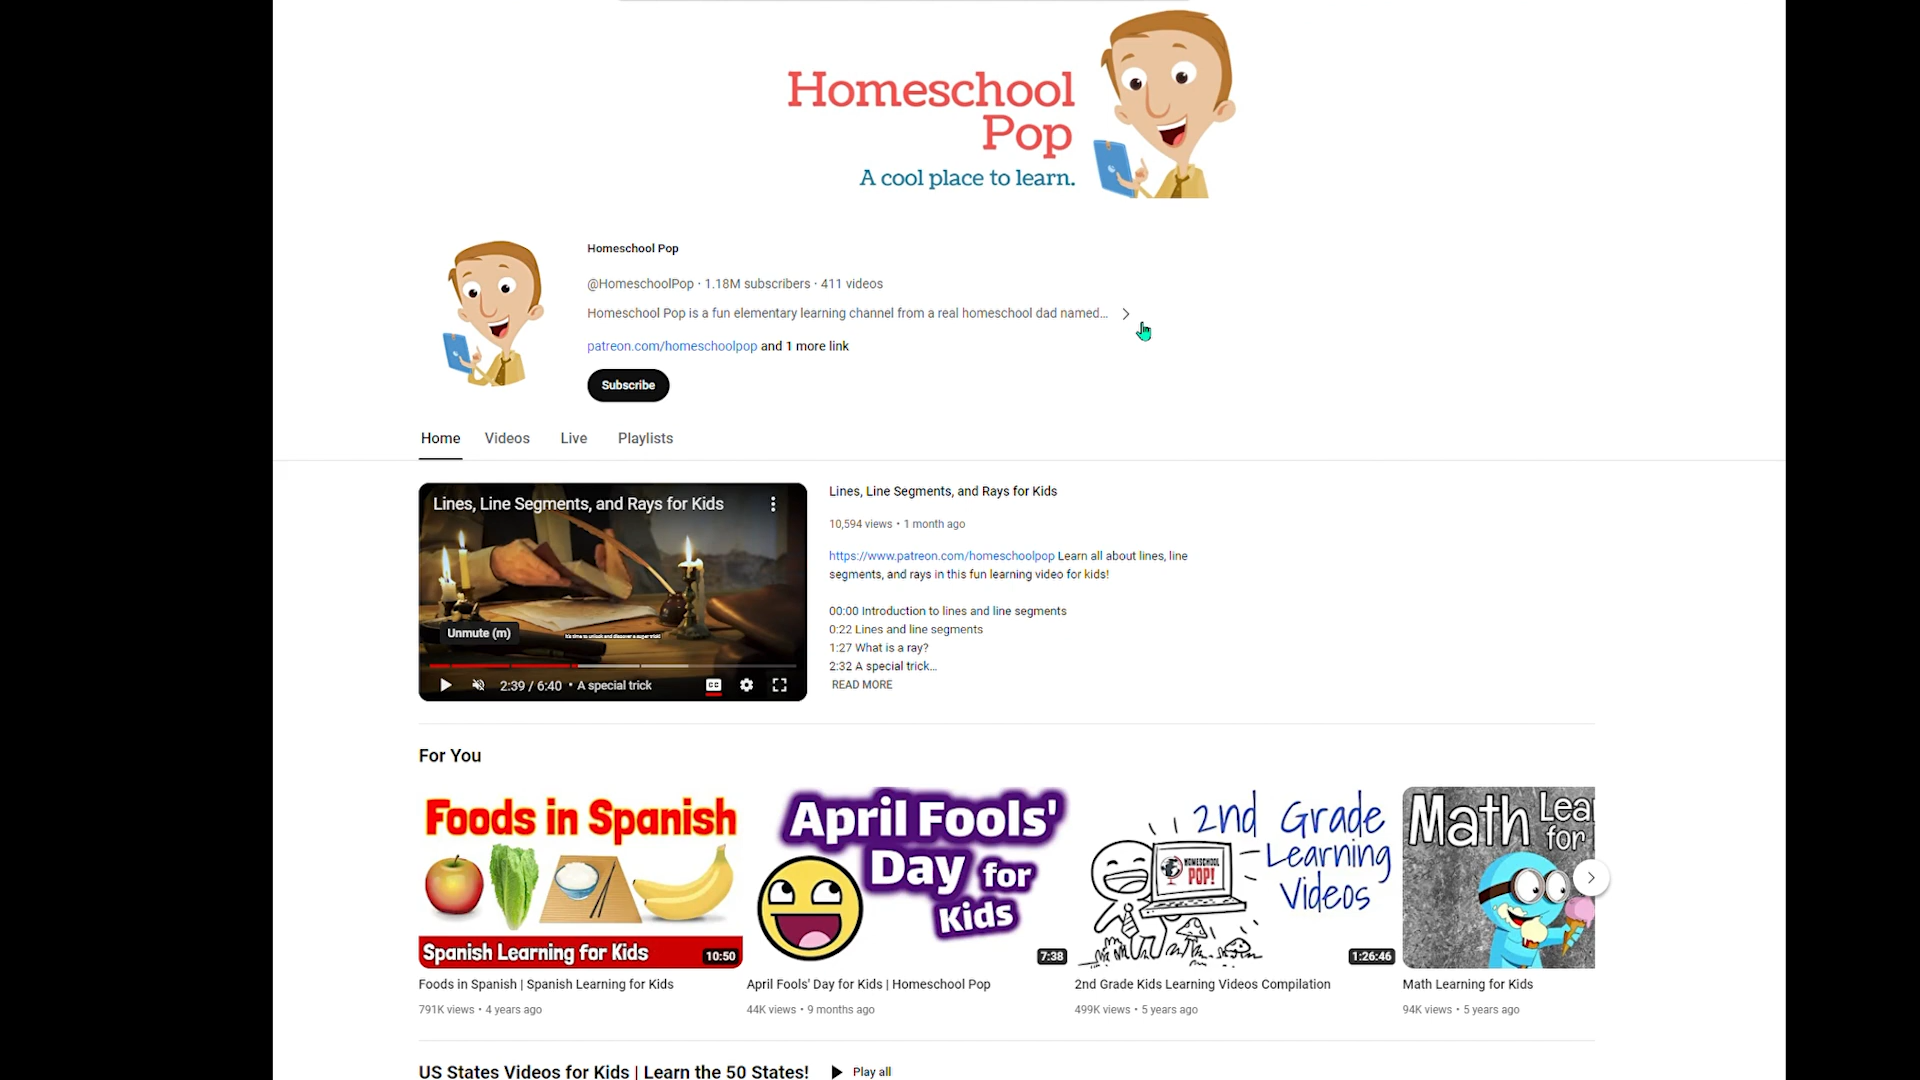 Homeschool
Pop
A cool place to learn.
Homeschool Pop
@HomeschoolPop · 1.18M subscribers · 411 videos
Homeschool Pop is a fun elementary learning channel from a real homeschool dad named...
patreon.com/homeschoolpop and 1 more link
Subscribe
Home Videos Live Playlists
Lines, Line Segments, and Rays for Kids
Unmute (m)
It's time to unlock and discover a super trick!
2:39 / 6:40 • A special trick
CC
Lines, Line Segments, and Rays for Kids
10,594 views • 1 month ago
https://www.patreon.com/homeschoolpop Learn all about lines, line
segments, and rays in this fun learning video for kids!
00:00 Introduction to lines and line segments
0:22 Lines and line segments
1:27 What is a ray?
2:32 A special trick...
READ MORE
For You
Foods in Spanish
Spanish Learning for Kids
10:50
Foods in Spanish | Spanish Learning for Kids
791K views • 4 years ago
April Fools'
Day for
Kids
7:38
April Fools' Day for Kids | Homeschool Pop
44K views • 9 months ago
2nd Grade
Learning
Videos
HOMESCHOOL
POP!
1:26:46
2nd Grade Kids Learning Videos Compilation
499K views • 5 years ago
Math Lea
for
Math Learning for Kids
94K views • 5 years ago
US States Videos for Kids | Learn the 50 States! Play all